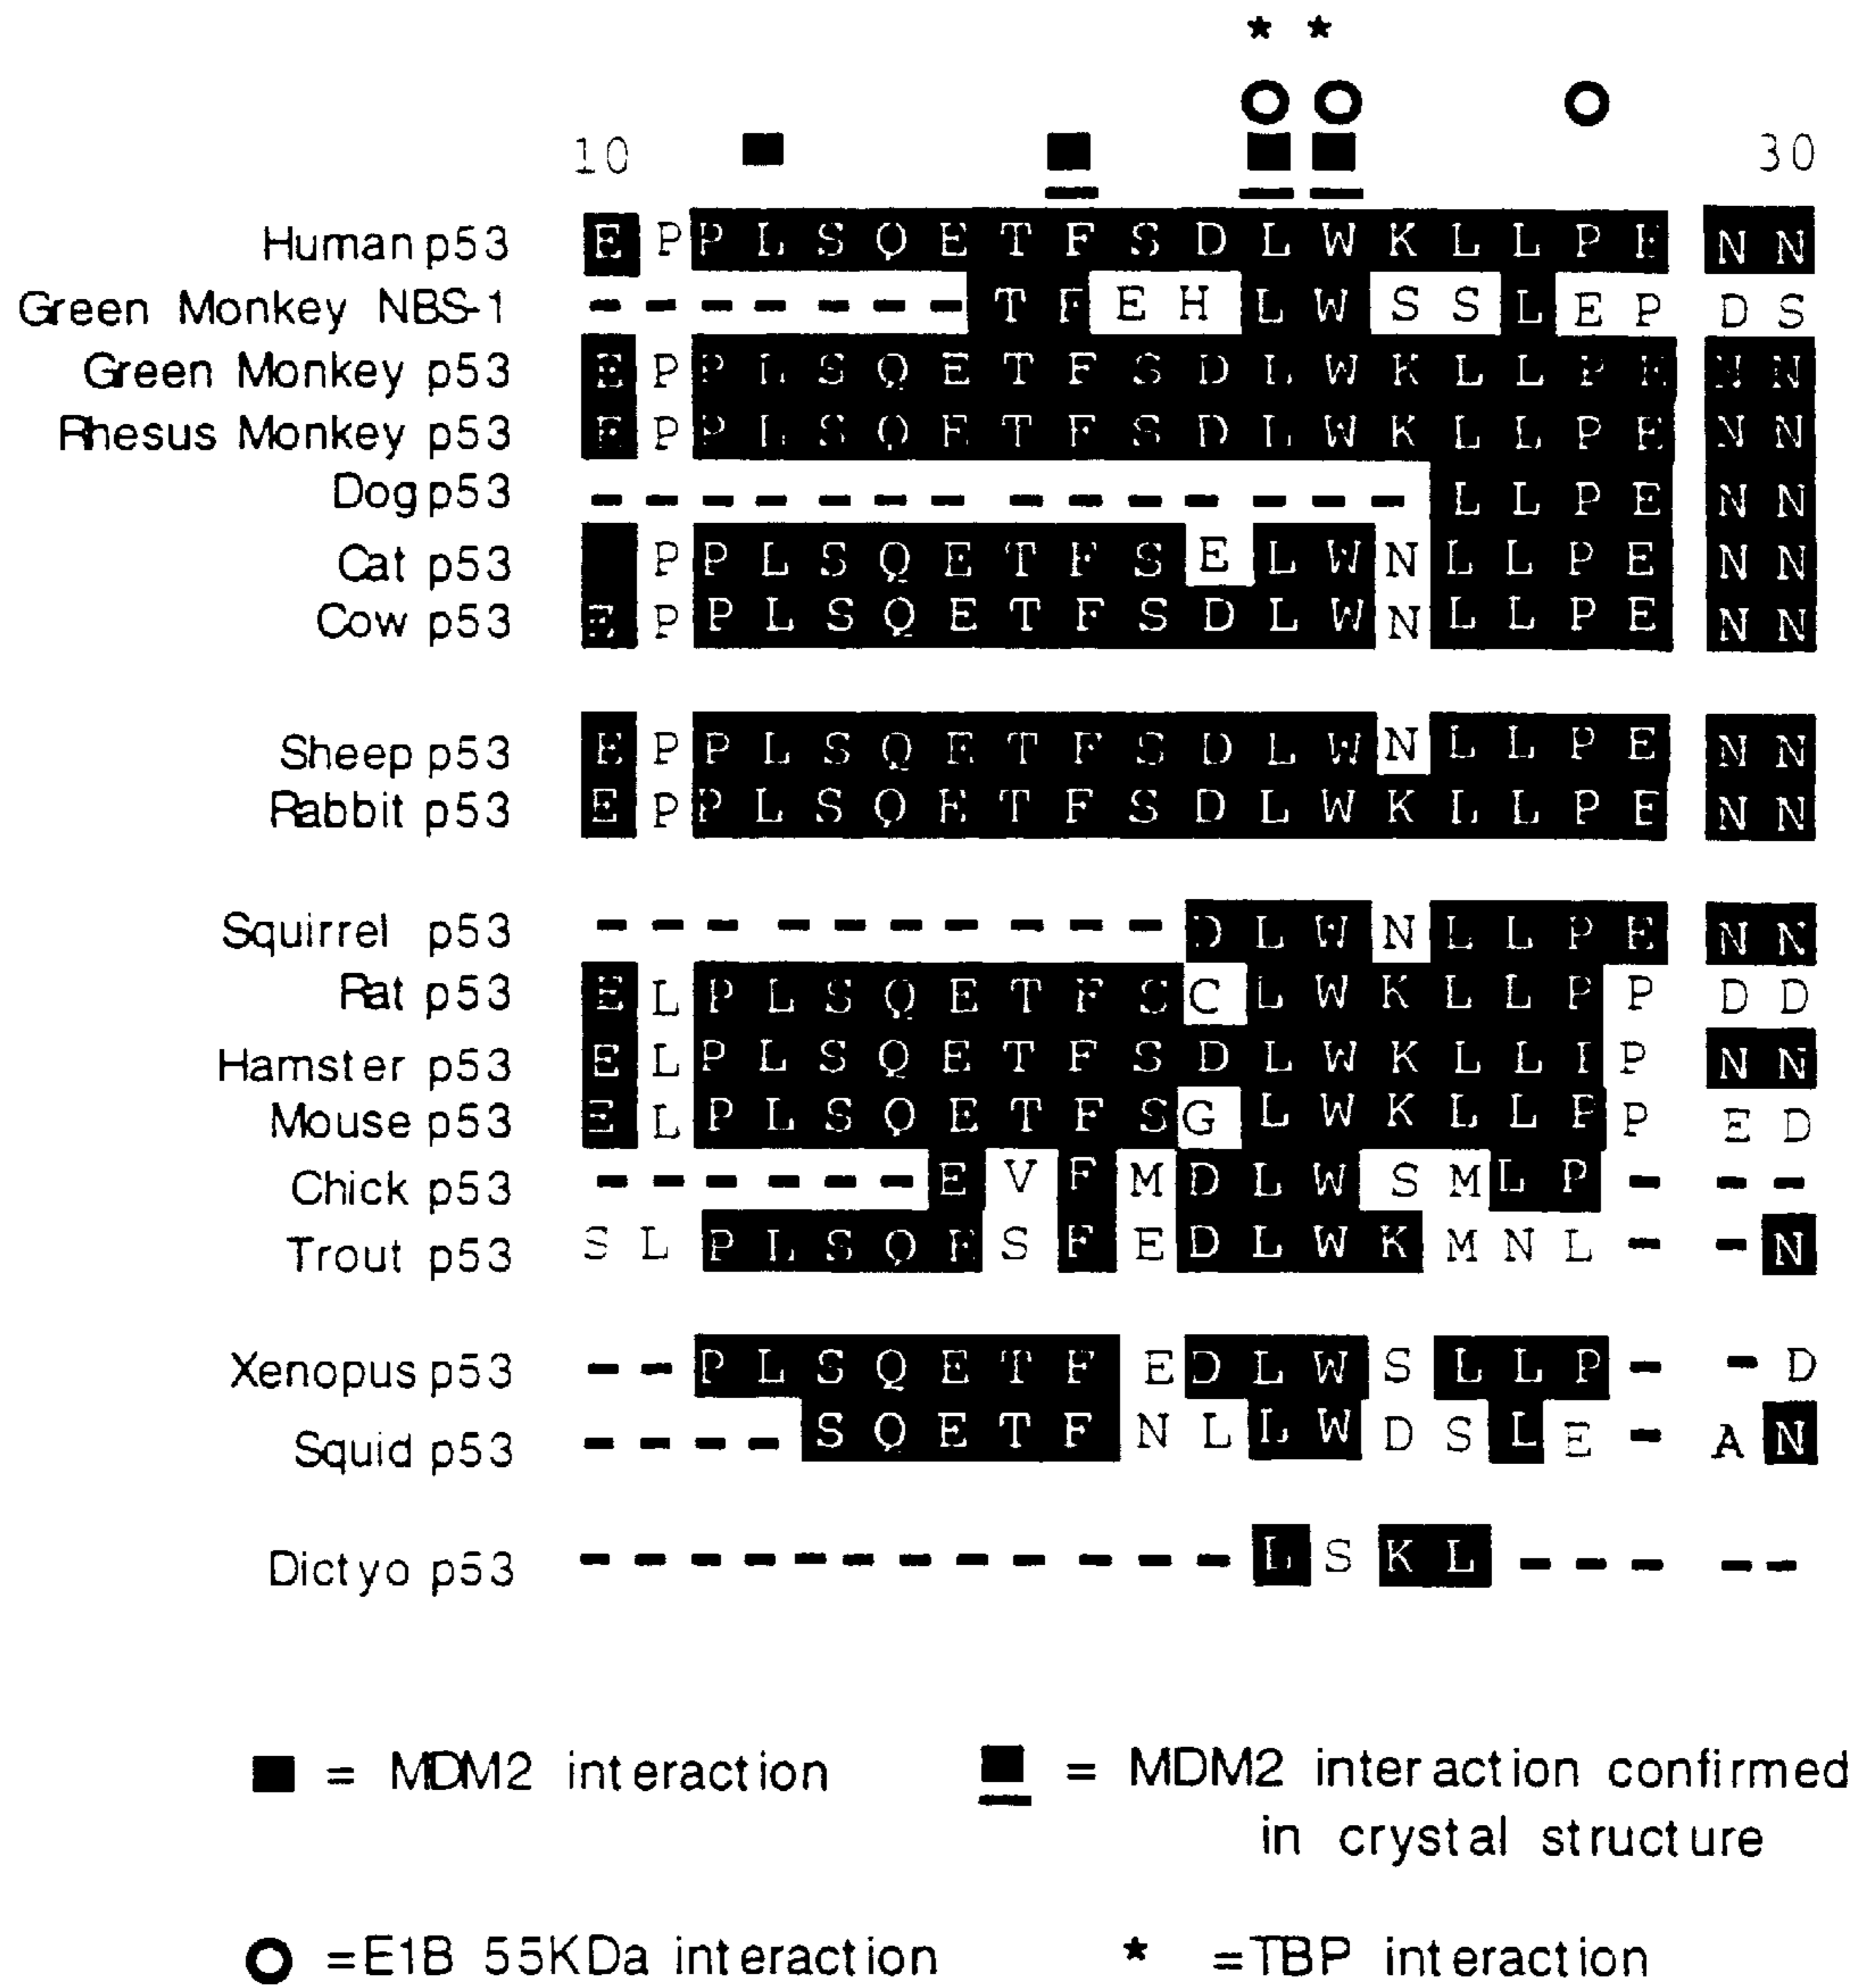 * *
10 30
Human p53 E P P L S Q E T F S D L W K L L P E N N
Green Monkey NBS-1 - - - - - - - T F E H L W S S L E P D S
Green Monkey p53 E P P L S Q E T F S D L W K L L P E N N
Rhesus Monkey p53 E P P L S Q E T F S D L W K L L P E N N
Dog p53 - - - - - - - - - - - - - - L L P E N N
Cat p53 P P L S Q E T F S E L W N L L P E N N
Cow p53 E P P L S Q E T F S D L W N L L P E N N
Sheep p53 E P P L S Q E T F S D L W N L L P E N N
Rabbit p53 E P P L S Q E T F S D L W K L L P E N N
Squirrel p53 - - - - - - - - - - D L W N L L P E N N
Rat p53 E L P L S Q E T F S C L W K L L P P D D
Hamster p53 E L P L S Q E T F S D L W K L L P N N
Mouse p53 E L P L S Q E T F S G L W K L L P P E D
Chick p53 - - - - - - E V F M D L W S M L P - - -
Trout p53 S L P L S Q E S F E D L W K M N L - - N
Xenopus p53 - - P L S Q E T F E D L W S L L P - - D
Squid p53 - - - - S Q E T F N L L W D S L E - A N
Dictyo p53 - - - - - - - - - - - - L S K L - - - - -
■ = MDM2 interaction
■ = MDM2 interaction confirmed
in crystal structure
O =E1B 55KDa interaction
* =TBP interaction